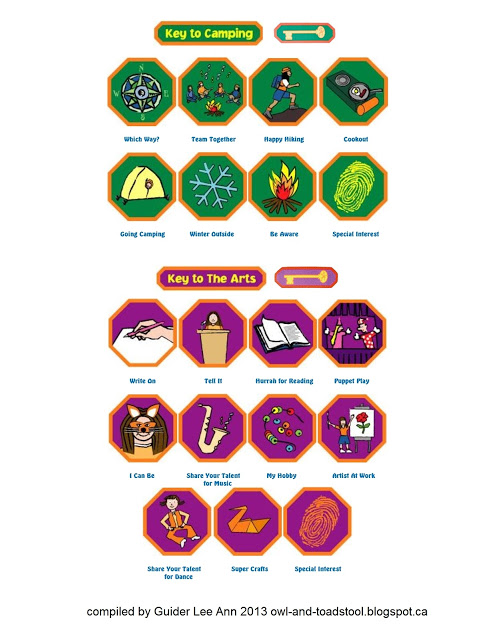 Key to Camping
N
W E
S
Which Way? Team Together Happy Hiking Cookout
Going Camping Winter Outside Be Aware Special Interest
Key to The Arts
Write On Tell It Hurrah for Reading Puppet Play
I Can Be Share Your Talent for Music My Hobby Artist At Work
Share Your Talent for Dance Super Crafts Special Interest
compiled by Guider Lee Ann 2013 owl-and-toadstool.blogspot.ca